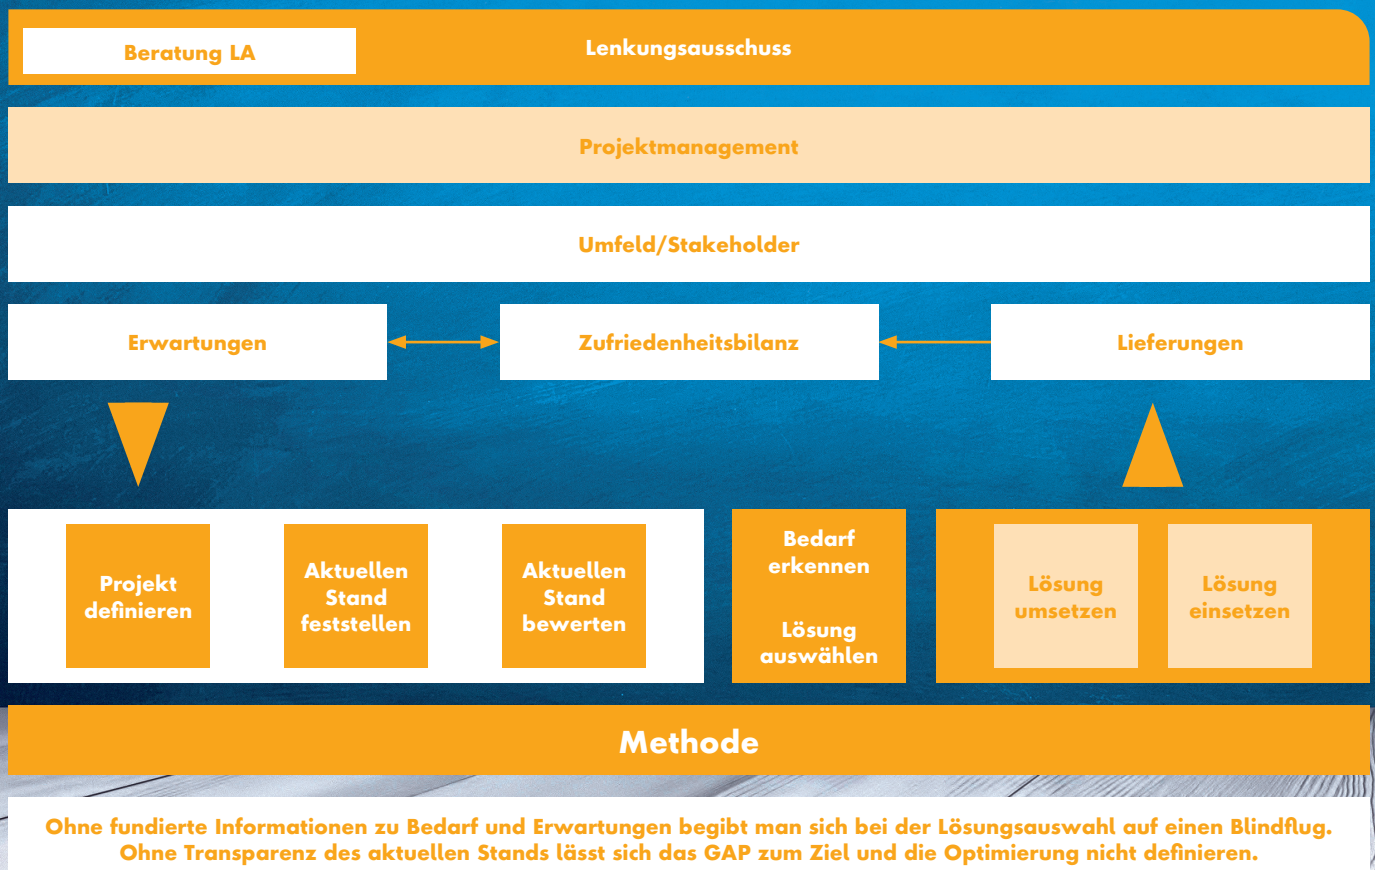 Beratung LA
Lenkungsausschuss
Projektmanagement
Umfeld/Stakeholder
Erwartungen
Zufriedenheitsbilanz
Lieferungen
Projekt
definieren
Aktuellen
Stand
feststellen
Aktuellen
Stand
bewerten
Bedarf
erkennen
Lösung
auswählen
Lösung
umsetzen
Lösung
einsetzen
Methode
Ohne fundierte Informationen zu Bedarf und Erwartungen begibt man sich bei der Lösungsauswahl auf einen Blindflug.
Ohne Transparenz des aktuellen Stands lässt sich das GAP zum Ziel und die Optimierung nicht definieren.